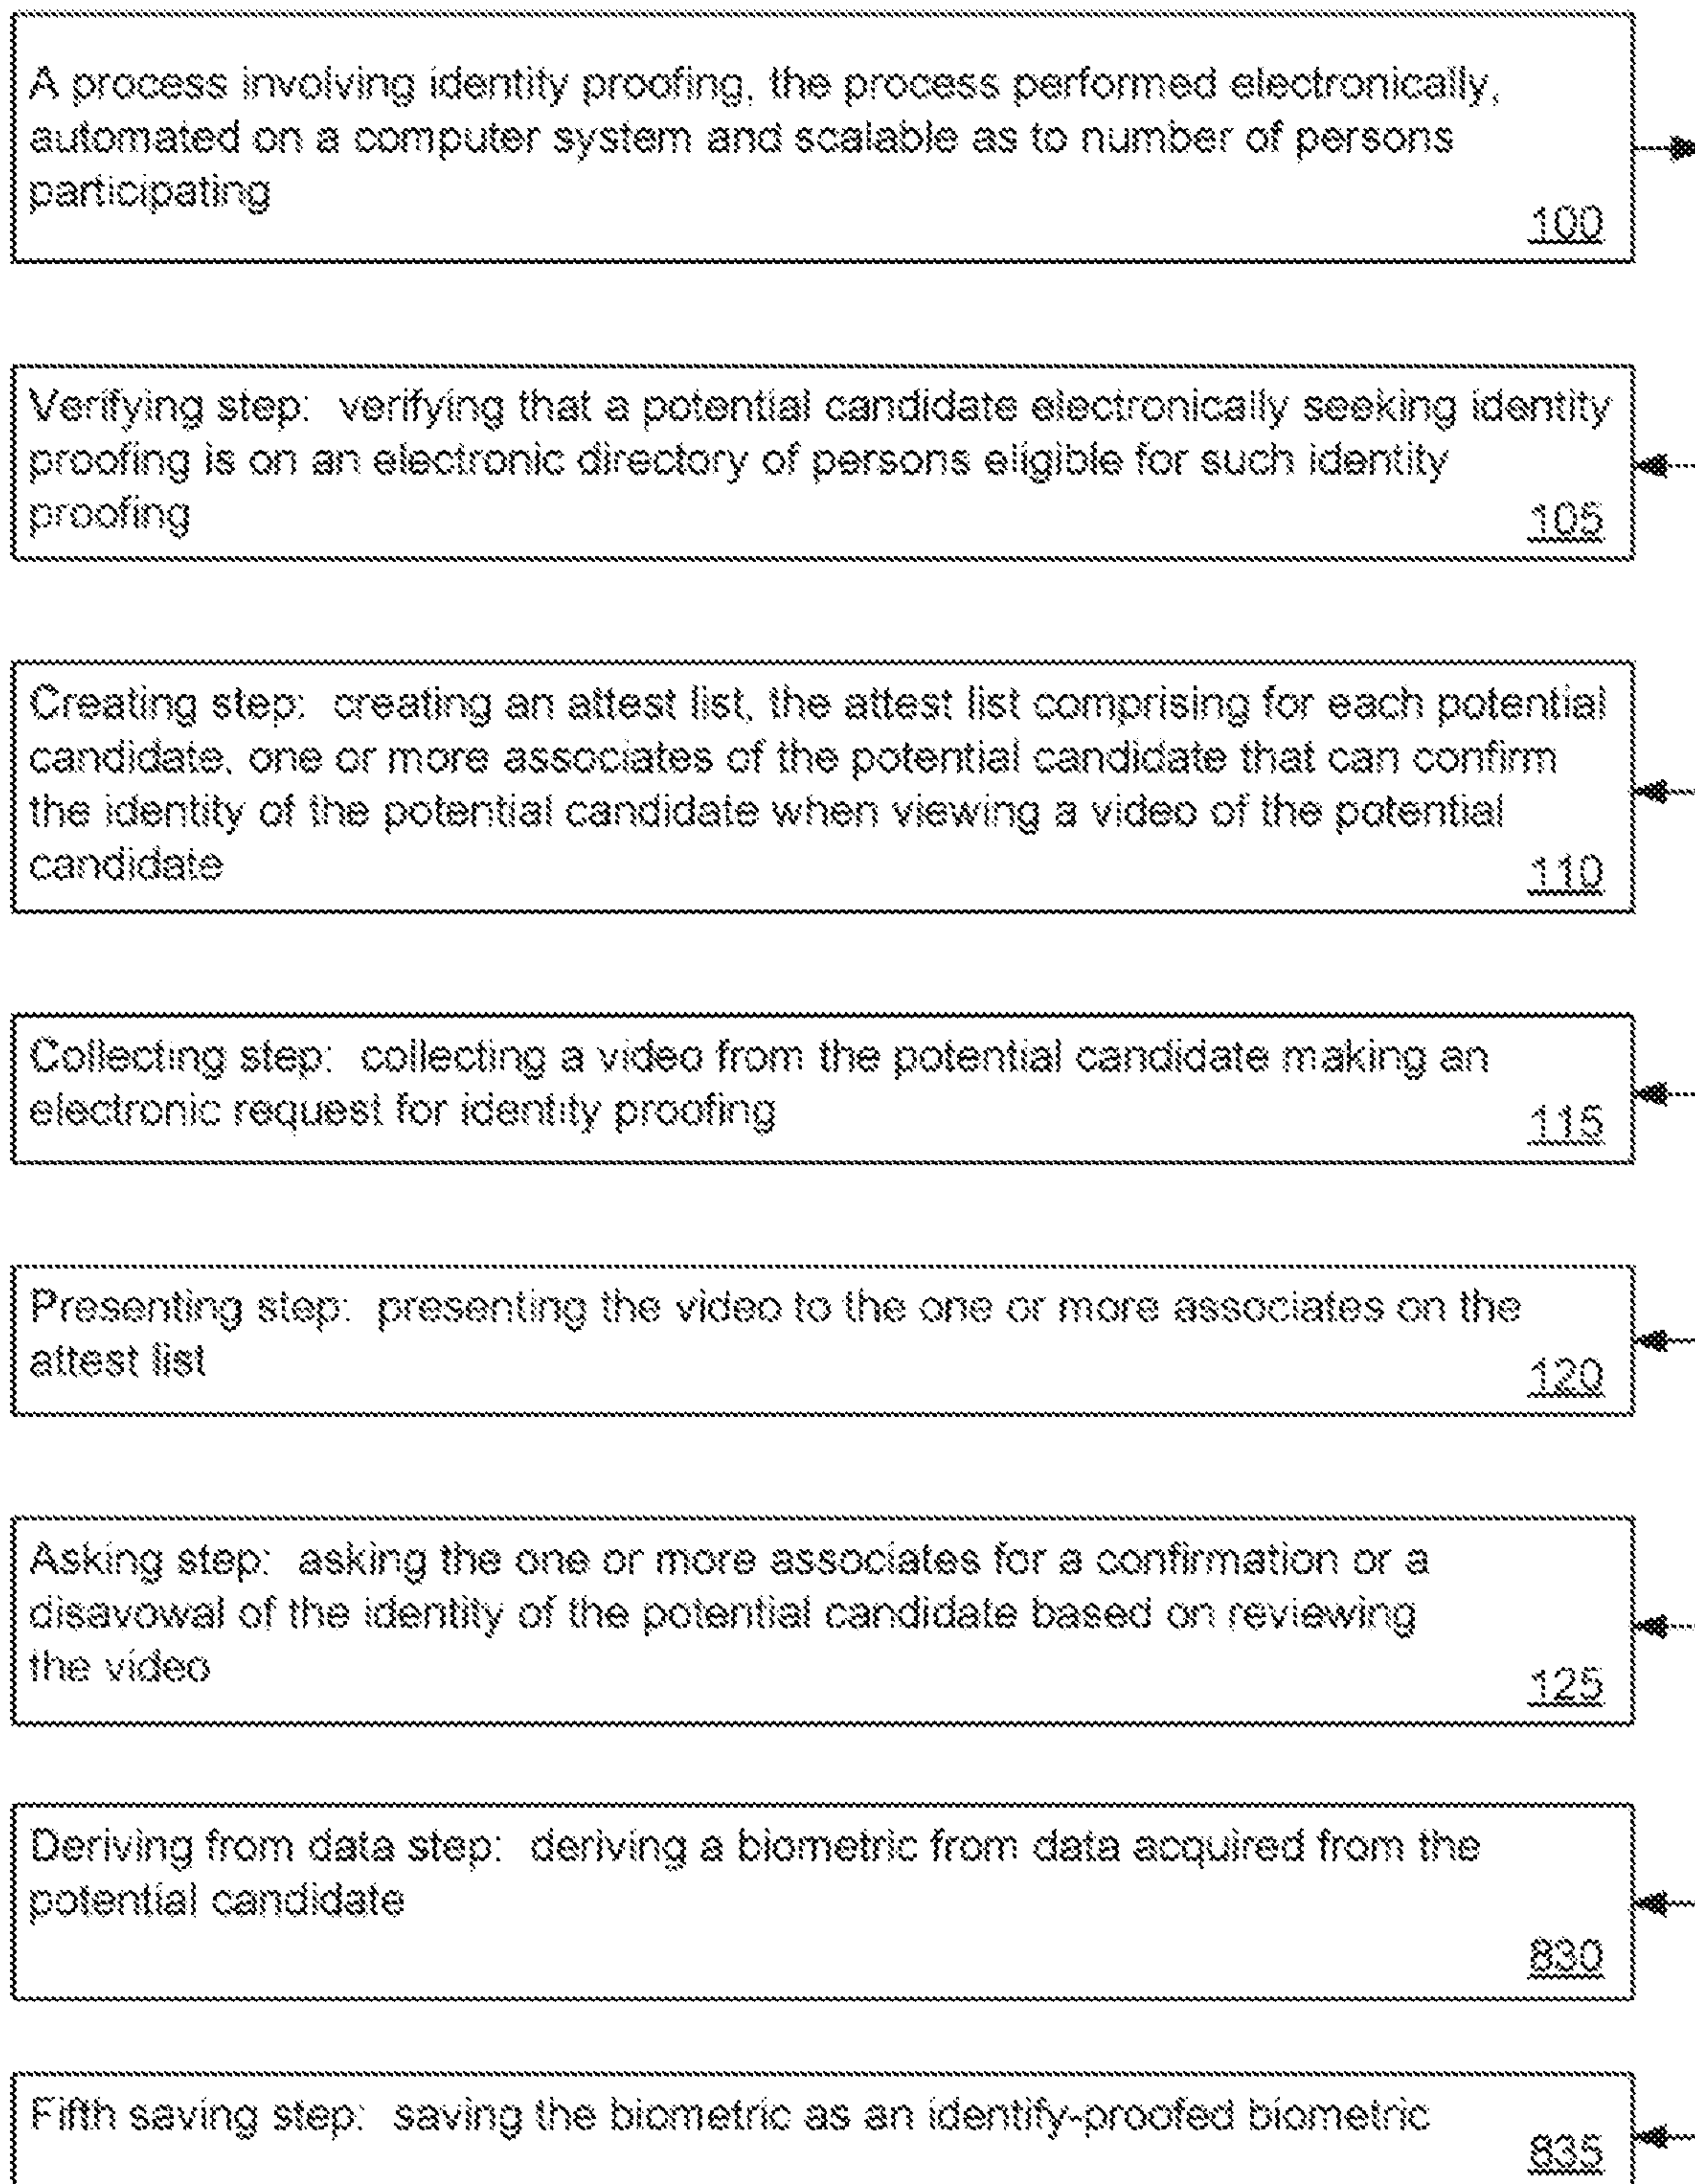 A process involving identity proofing, the process performed electronically,
automated on a computer system and scalable as to number of persons
participating
100
Verifying step: verifying that a potential candidate electronically seeking identity
proofing is on an electronic directory of persons eligible for such identity
proofing
105
Creating step: creating an attest list, the attest list comprising for each potential
candidate, one or more associates of the potential candidate that can confirm
the identity of the potential candidate when viewing a video of the potential
candidate
110
Collecting step: collecting a video from the potential candidate making an
electronic request for identity proofing
115
Presenting step: presenting the video to the one or more associates on the
attest list
120
Asking step: asking the one or more associates for a confirmation or a
disavowal of the identity of the potential candidate based on reviewing
the video
125
Deriving from data step: deriving a biometric from data acquired from the
potential candidate
830
Fifth saving step: saving the biometric as an identify-proofed biometric
835